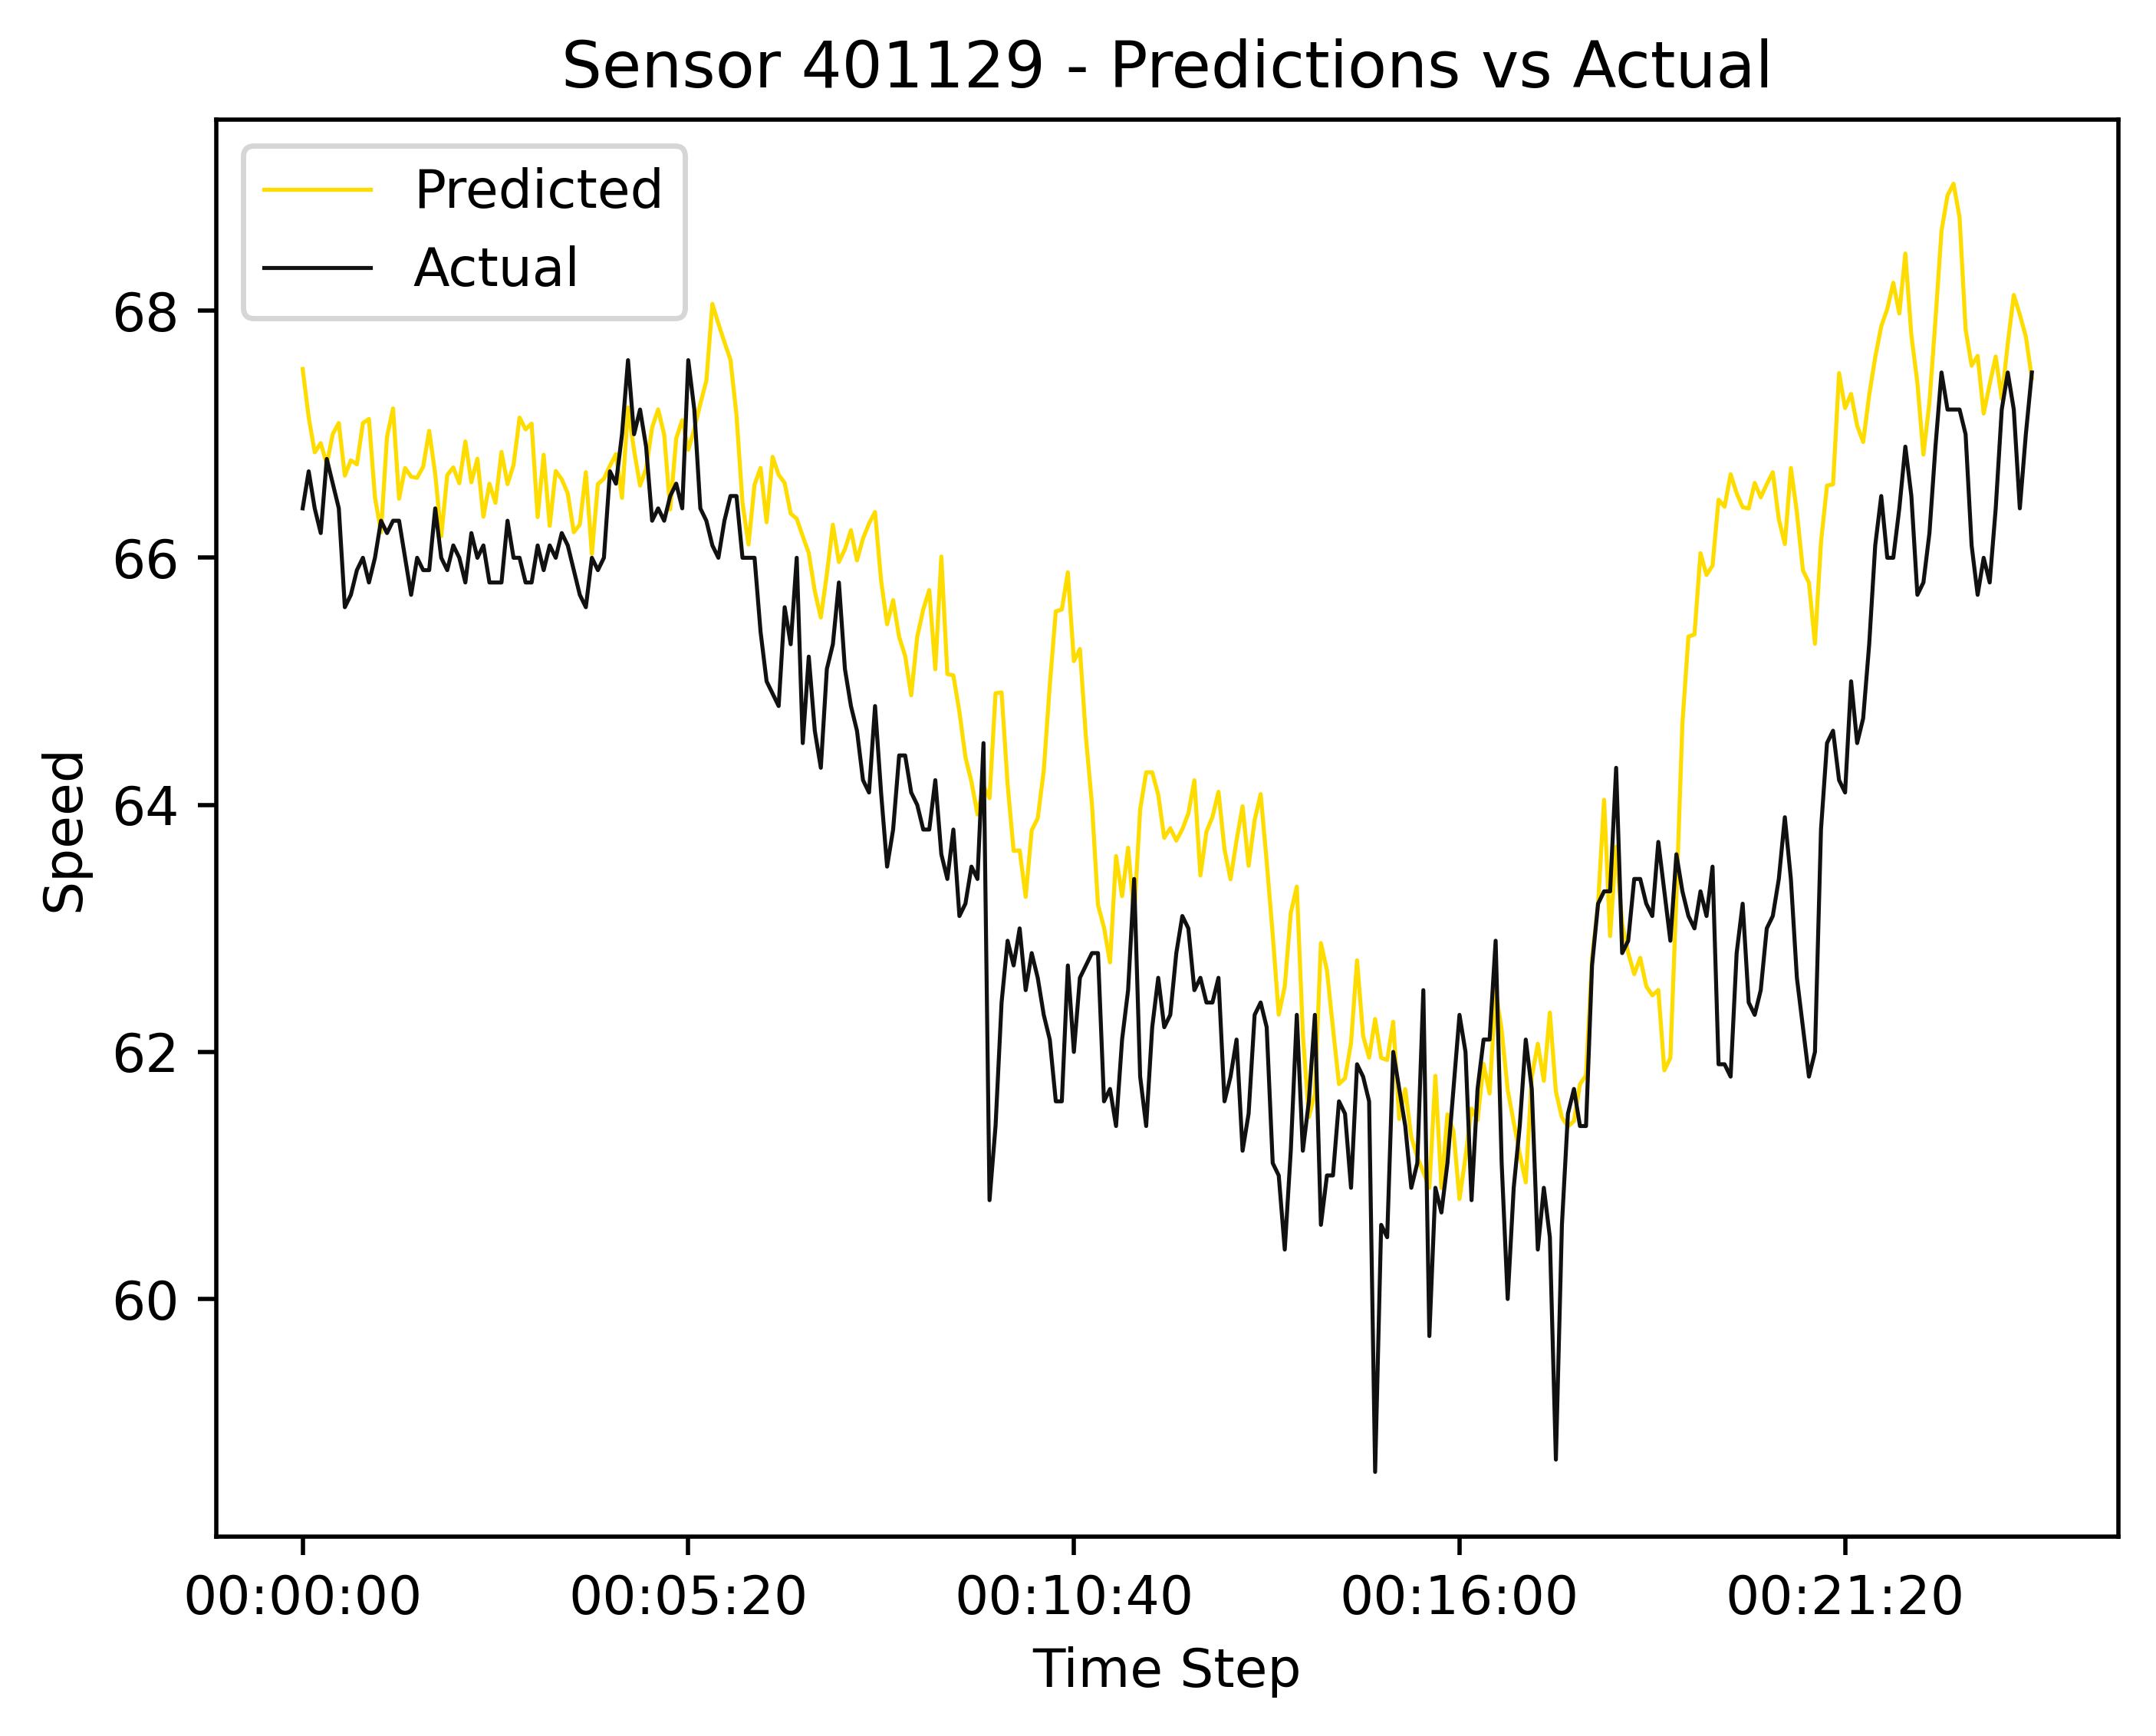 Sensor 401129 - Predictions vs Actual
Predicted
Actual
68
66
64
62
60
Speed
00:00:00 00:05:20 00:10:40 00:16:00 00:21:20
Time Step